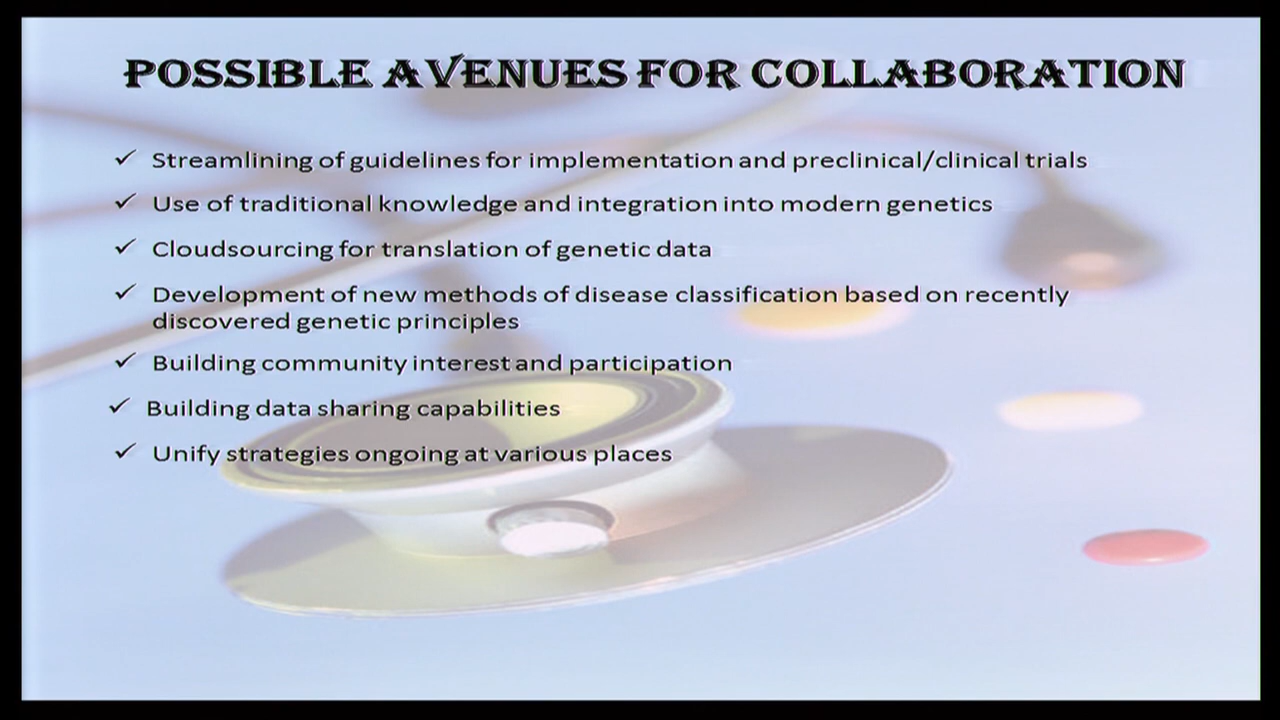 POSSIBLE AVENUES FOR COLLABORATION
✓ Streamlining of guidelines for implementation and preclinical/clinical trials
✓ Use of traditional knowledge and integration into modern genetics
✓ Cloudsourcing for translation of genetic data
✓ Development of new methods of disease classification based on recently
discovered genetic principles
✓ Building community interest and participation
✓ Building data sharing capabilities
✓ Unify strategies ongoing at various places